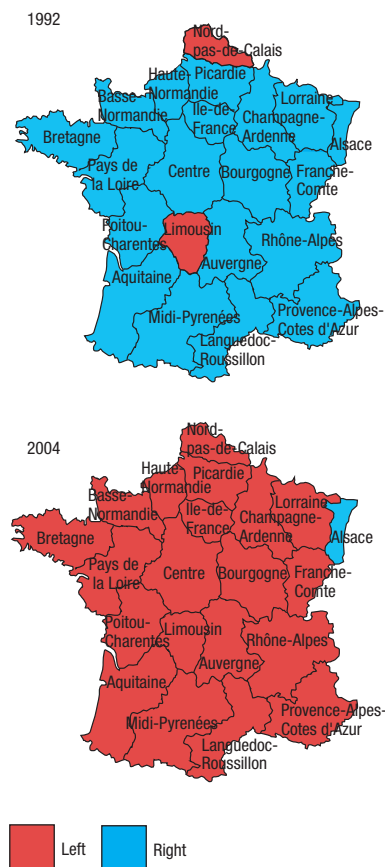 1992
Nord-
pas-de-Calais
Haute-
Normandie
Picardie
Basse-
Normandie
Ile-de-
France
Lorraine
Champagne-
Ardenne
Alsace
Bretagne
Pays de
la Loire
Centre
Bourgogne
Franche-
Comte
Poitou-
Charentes
Limousin
Auvergne
Rhône-Alpes
Aquitaine
Midi-Pyrenées
Languedoc-
Roussillon
Provence-Alpes-
Cotes d'Azur
2004
Nord-
pas-de-Calais
Haute-
Normandie
Picardie
Basse-
Normandie
Ile-de-
France
Lorraine
Champagne-
Ardenne
Alsace
Bretagne
Pays de
la Loire
Centre
Bourgogne
Franche-
Comte
Poitou-
Charentes
Limousin
Auvergne
Rhône-Alpes
Aquitaine
Midi-Pyrenées
Languedoc-
Roussillon
Provence-Alpes-
Cotes d'Azur
Left
Right